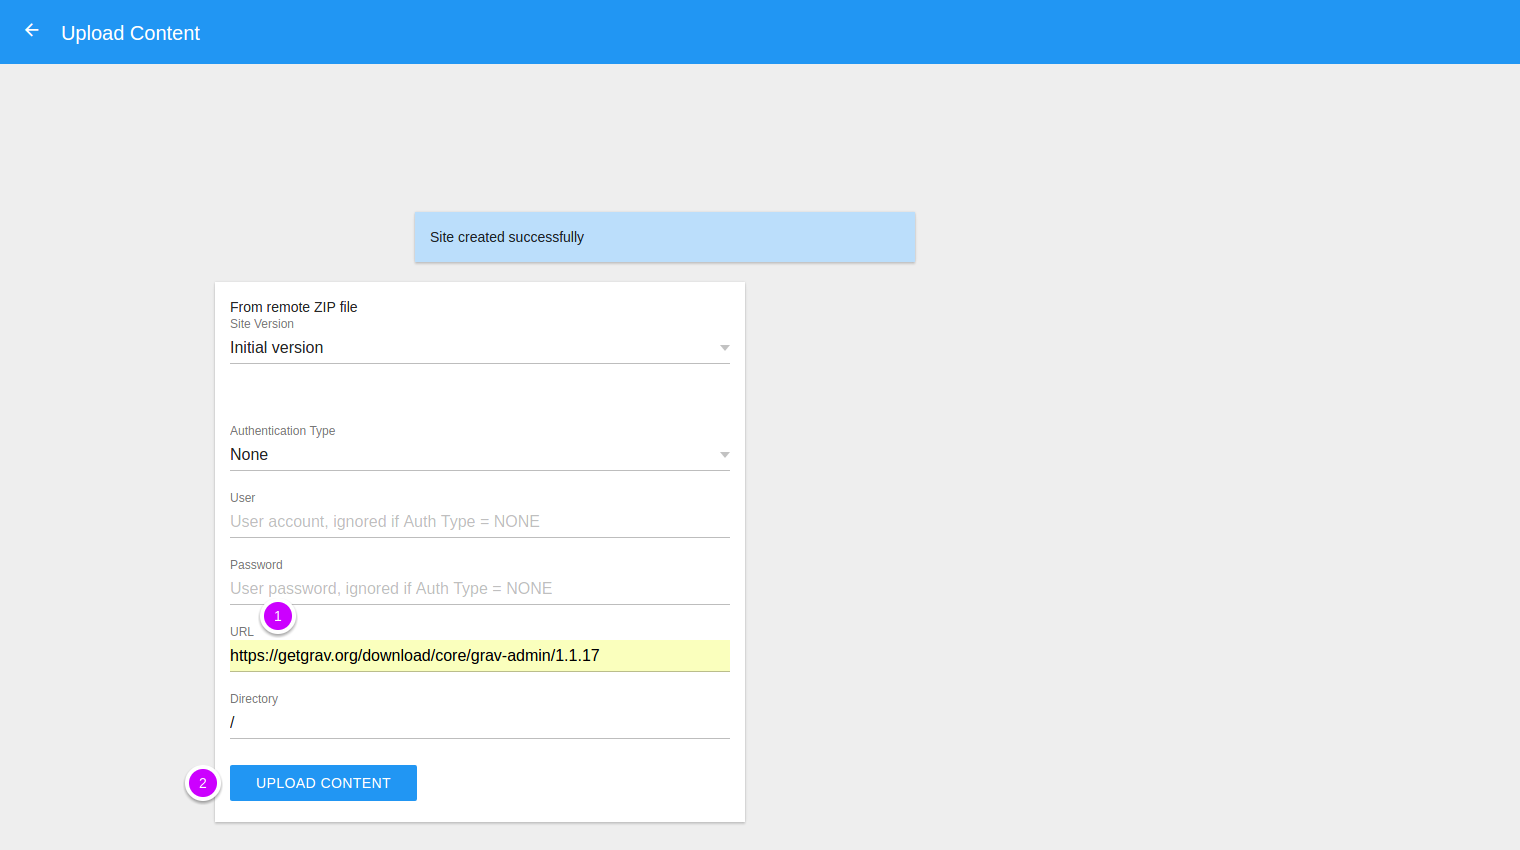 Upload Content
Site created successfully
From remote ZIP file
Site Version
Initial version
Authentication Type
None
User
User account, ignored if Auth Type = NONE
Password
User password, ignored if Auth Type = NONE
1
URL
https://getgrav.org/download/core/grav-admin/1.1.17
Directory
/
2 UPLOAD CONTENT